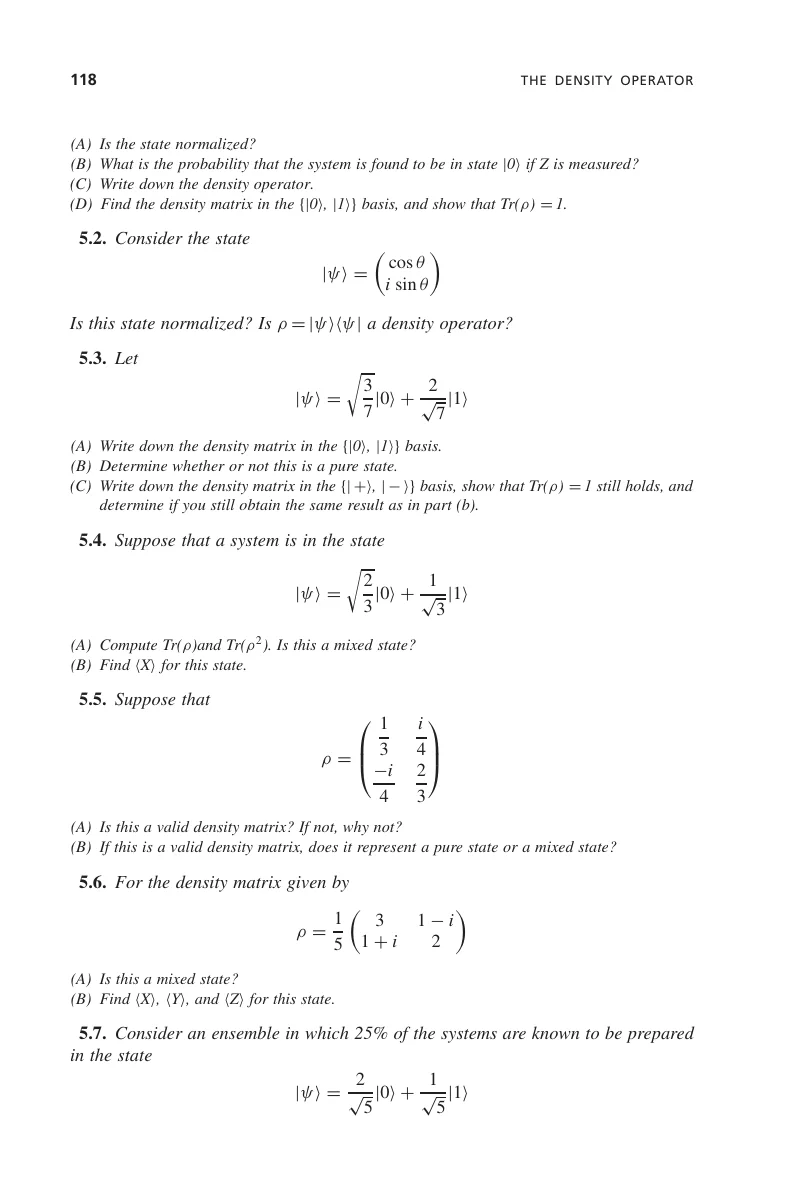 118 THE DENSITY OPERATOR
(A) Is the state normalized?
(B) What is the probability that the system is found to be in state |0⟩ if Z is measured?
(C) Write down the density operator.
(D) Find the density matrix in the {|0⟩, |1⟩} basis, and show that Tr(ρ) = 1.
5.2. Consider the state
|ψ⟩ = ( cos θ
i sin θ )
Is this state normalized? Is ρ = |ψ⟩⟨ψ| a density operator?
5.3. Let
|ψ⟩ = √(3/7)|0⟩ + 2/√7|1⟩
(A) Write down the density matrix in the {|0⟩, |1⟩} basis.
(B) Determine whether or not this is a pure state.
(C) Write down the density matrix in the {| +⟩, | − ⟩} basis, show that Tr(ρ) = 1 still holds, and
determine if you still obtain the same result as in part (b).
5.4. Suppose that a system is in the state
|ψ⟩ = √(2/3)|0⟩ + 1/√3|1⟩
(A) Compute Tr(ρ)and Tr(ρ²). Is this a mixed state?
(B) Find ⟨X⟩ for this state.
5.5. Suppose that
ρ = ( 1/3 i/4
−i/4 2/3 )
(A) Is this a valid density matrix? If not, why not?
(B) If this is a valid density matrix, does it represent a pure state or a mixed state?
5.6. For the density matrix given by
ρ = 1/5 ( 3 1 − i
1 + i 2 )
(A) Is this a mixed state?
(B) Find ⟨X⟩, ⟨Y⟩, and ⟨Z⟩ for this state.
5.7. Consider an ensemble in which 25% of the systems are known to be prepared
in the state
|ψ⟩ = 2/√5|0⟩ + 1/√5|1⟩